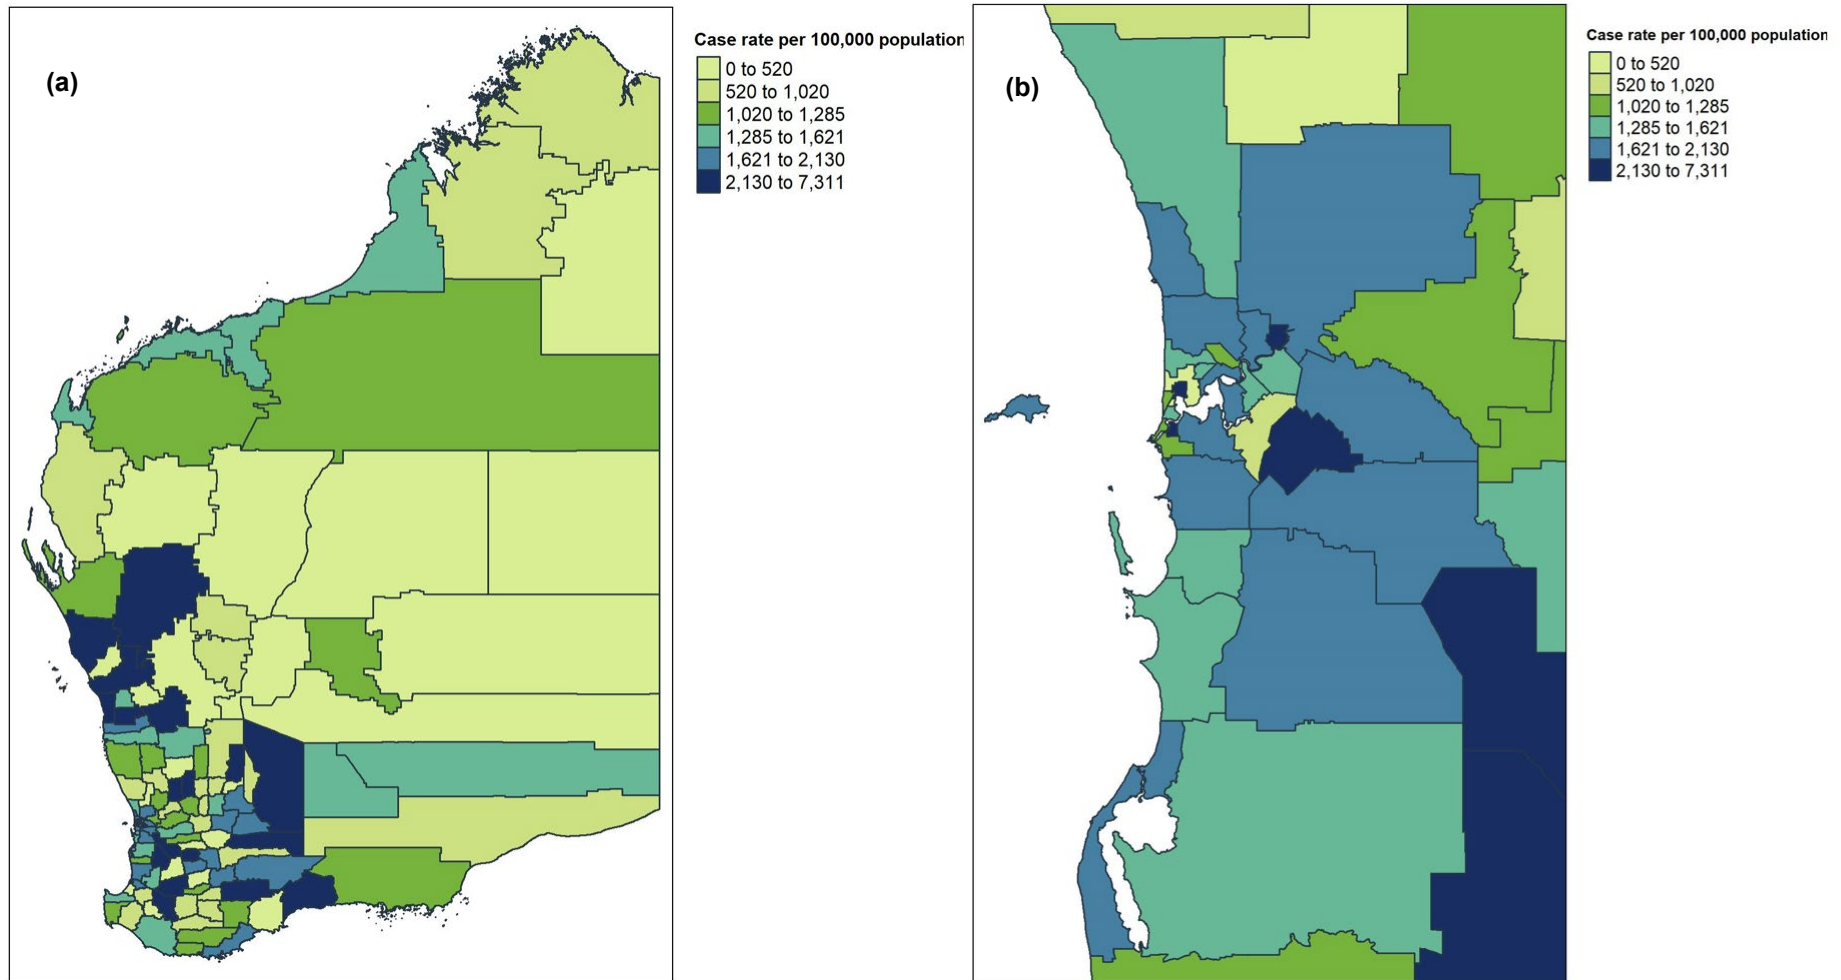 (a)
Case rate per 100,000 population
0 to 520
520 to 1,020
1,020 to 1,285
1,285 to 1,621
1,621 to 2,130
2,130 to 7,311
(b)
Case rate per 100,000 population
0 to 520
520 to 1,020
1,020 to 1,285
1,285 to 1,621
1,621 to 2,130
2,130 to 7,311